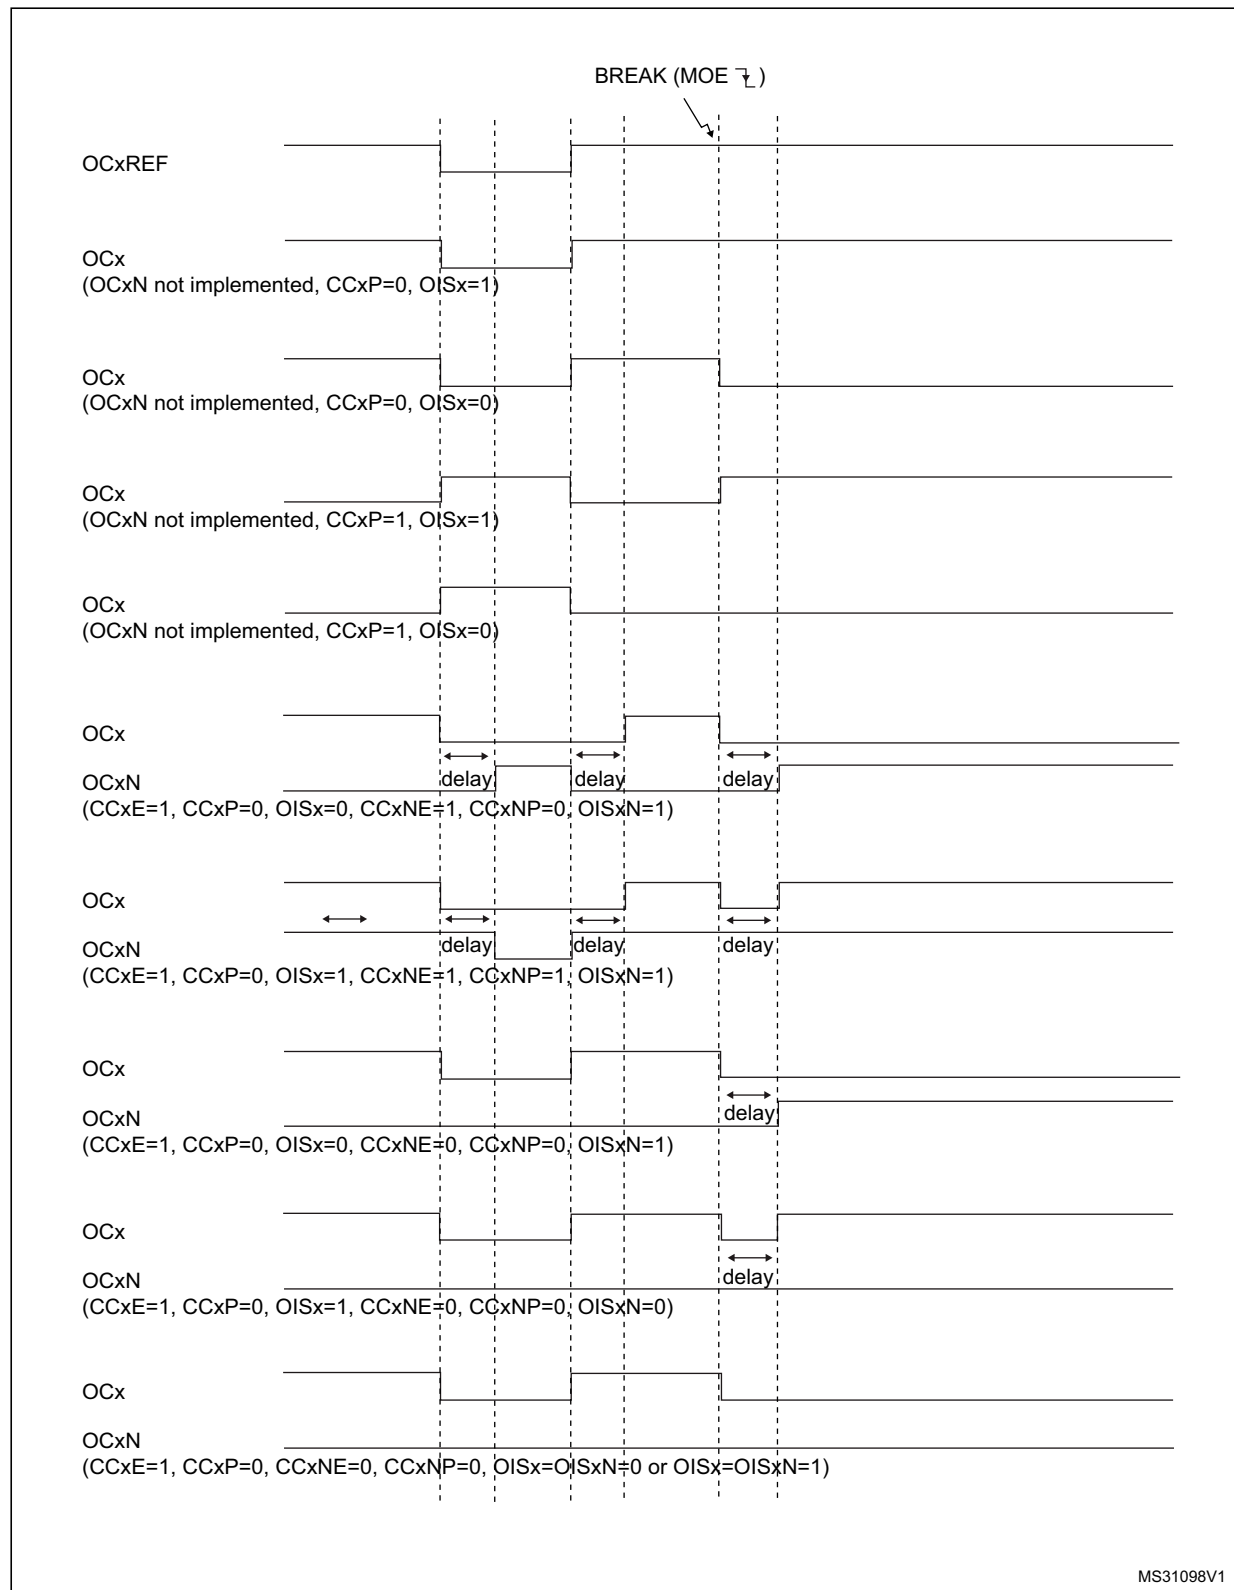 BREAK (MOE )
OCxREF
OCx
(OCxN not implemented, CCxP=0, OISx=1)
OCx
(OCxN not implemented, CCxP=0, OISx=0)
OCx
(OCxN not implemented, CCxP=1, OISx=1)
OCx
(OCxN not implemented, CCxP=1, OISx=0)
OCx
delay delay delay
OCxN
(CCxE=1, CCxP=0, OISx=0, CCxNE=1, CCxNP=0, OISxN=1)
OCx
delay delay delay
OCxN
(CCxE=1, CCxP=0, OISx=1, CCxNE=1, CCxNP=1, OISxN=1)
OCx
delay
OCxN
(CCxE=1, CCxP=0, OISx=0, CCxNE=0, CCxNP=0, OISxN=1)
OCx
delay
OCxN
(CCxE=1, CCxP=0, OISx=1, CCxNE=0, CCxNP=0, OISxN=0)
OCx
OCxN
(CCxE=1, CCxP=0, CCxNE=0, CCxNP=0, OISx=OISxN=0 or OISx=OISxN=1)
MS31098V1